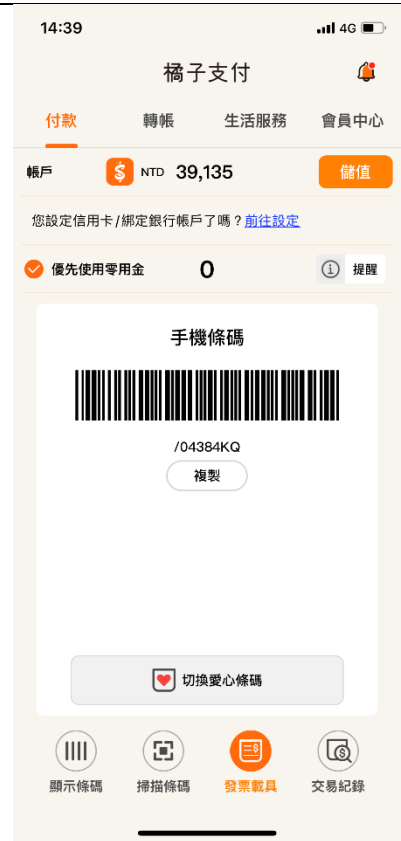 14:39 4G
橘子支付
付款 轉帳 生活服務 會員中心
帳戶 $ NTD 39,135 儲值
您設定信用卡/綁定銀行帳戶了嗎?前往設定
優先使用零用金 0 i 提醒
手機條碼
/04384KQ
複製
切換愛心條碼
顯示條碼 掃描條碼 發票載具 交易紀錄